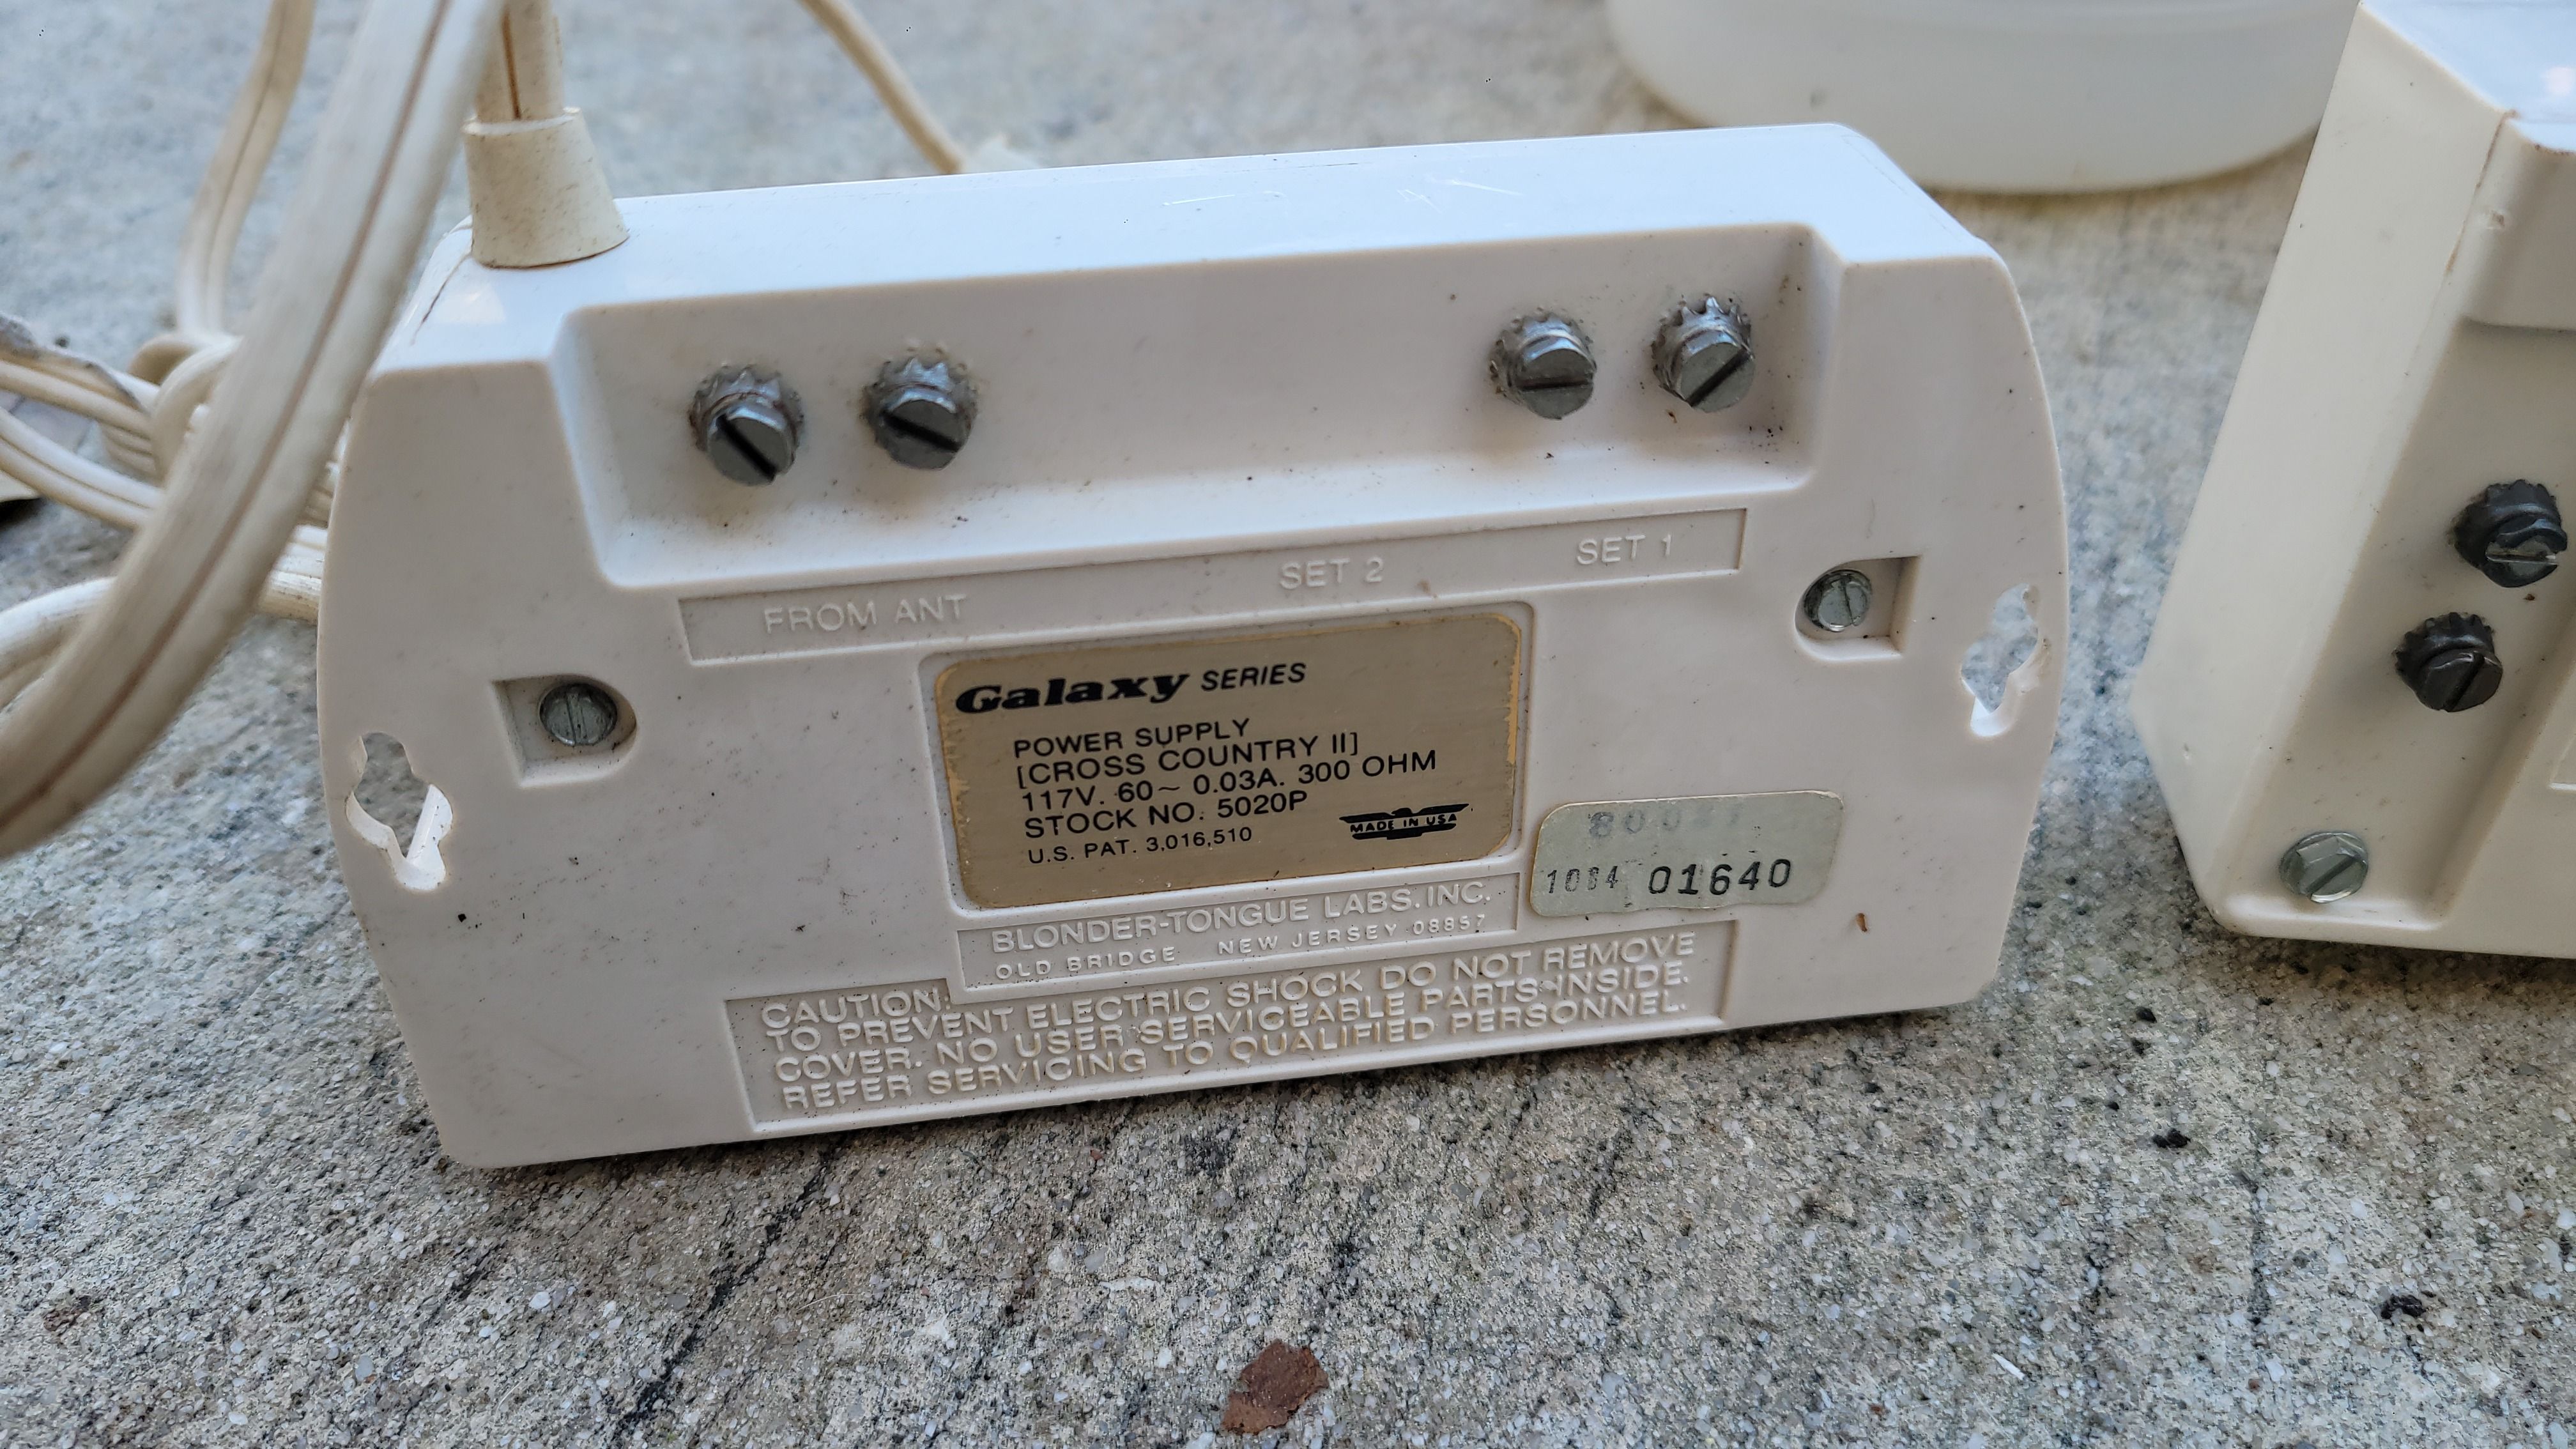 FROM ANT SET 2 SET 1
Galaxy SERIES
POWER SUPPLY
[CROSS COUNTRY II]
117V. 60~ 0.03A. 300 OHM
STOCK NO. 5020P
U.S. PAT. 3,016,510
MADE IN USA
1084 01640
BLONDER-TONGUE LABS. INC.
OLD BRIDGE NEW JERSEY 08857
CAUTION.
TO PREVENT ELECTRIC SHOCK DO NOT REMOVE
COVER. NO USER SERVICEABLE PARTS INSIDE.
REFER SERVICING TO QUALIFIED PERSONNEL.